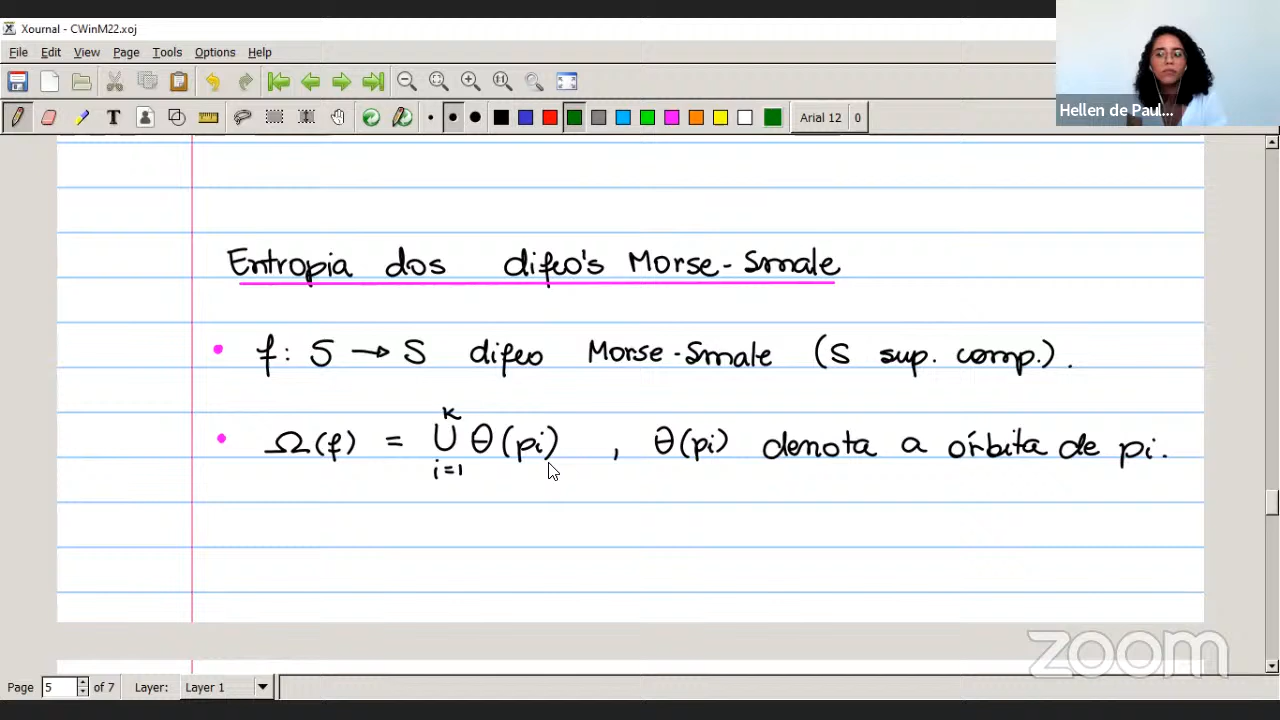 Xournal - CWinM22.xoj
File Edit View Page Tools Options Help
T Arial 12 0
Hellen de Paul...
Entropia dos difeo's Morse-Smale
• f: S → S difeo Morse-Smale (S sup. comp.).
• Ω(f) = ⋃_{i=1}^{k} θ(pi) , θ(pi) denota a órbita de pi.
zoom
Page 5 of 7 Layer: Layer 1